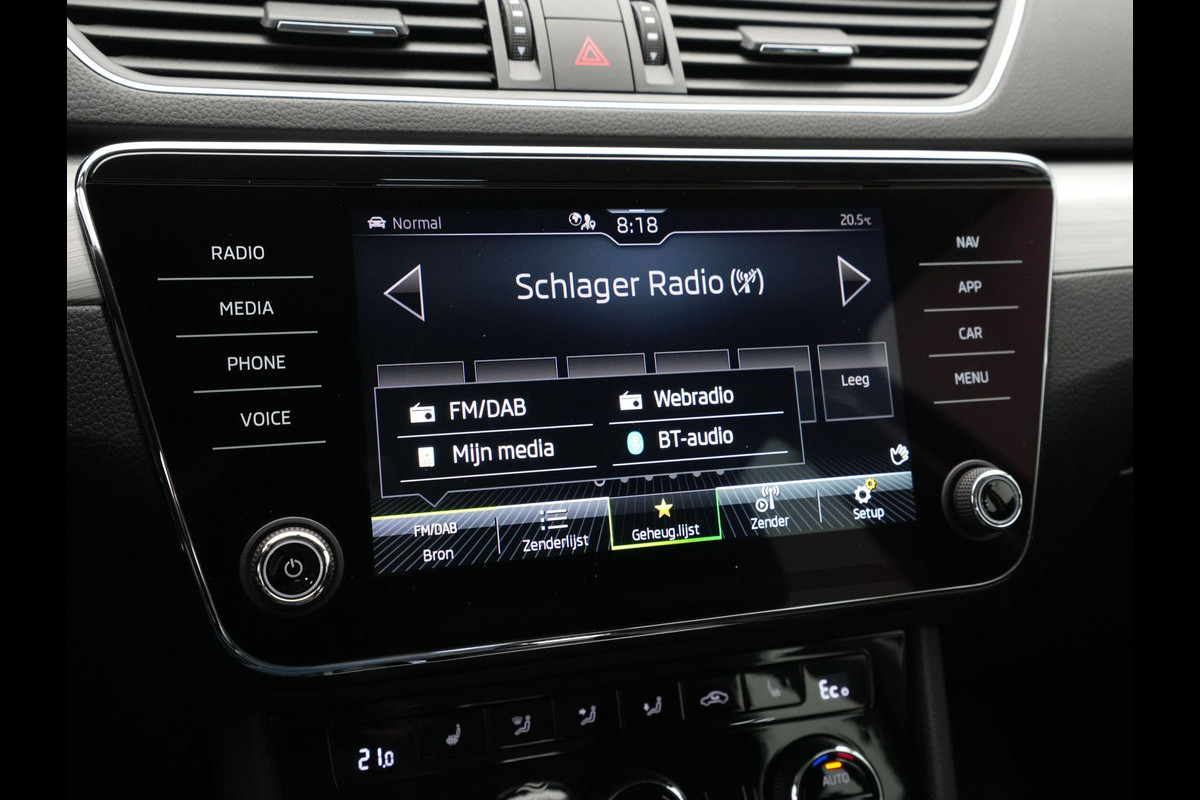 Normal
8:18
20.5°c
Schlager Radio
RADIO
MEDIA
PHONE
VOICE
NAV
APP
CAR
MENU
Leeg
FM/DAB
Webradio
Mijn media
BT-audio
FM/DAB
Bron
Zenderlijst
Geheug.lijst
Zender
Setup
21.0
Eco
AUTO